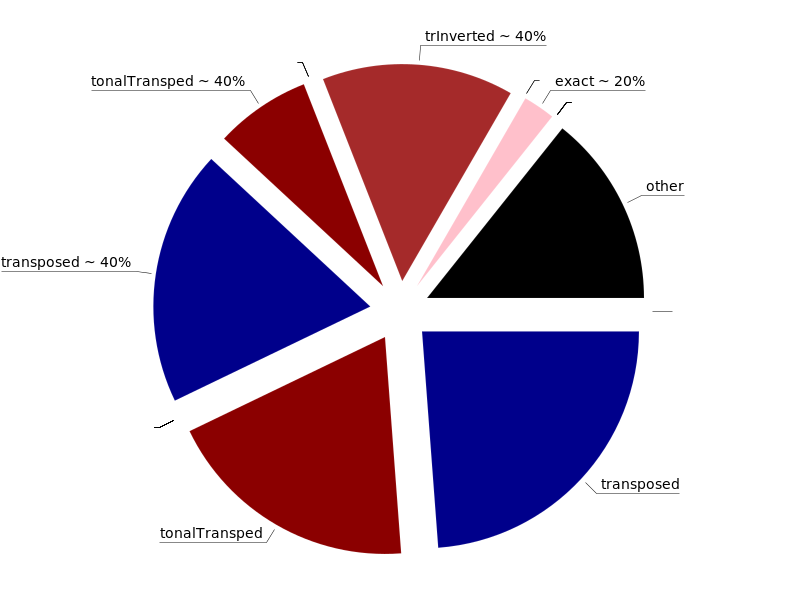 trInverted ~ 40%
tonalTransped ~ 40%
exact ~ 20%
other
transposed ~ 40%
transposed
tonalTransped